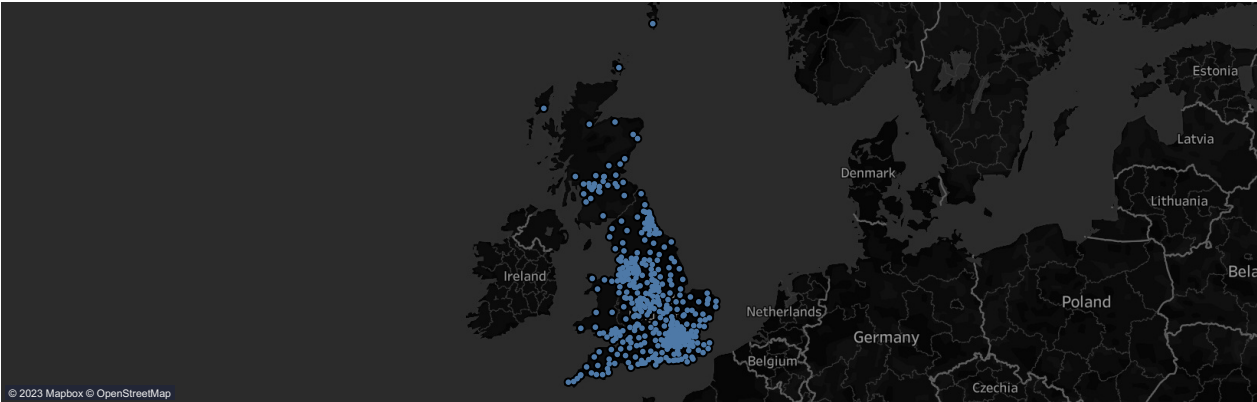 Estonia
Latvia
Denmark
Lithuania
Ireland
Bela
Netherlands
Poland
Germany
Belgium
Czechia
© 2023 Mapbox © OpenStreetMap